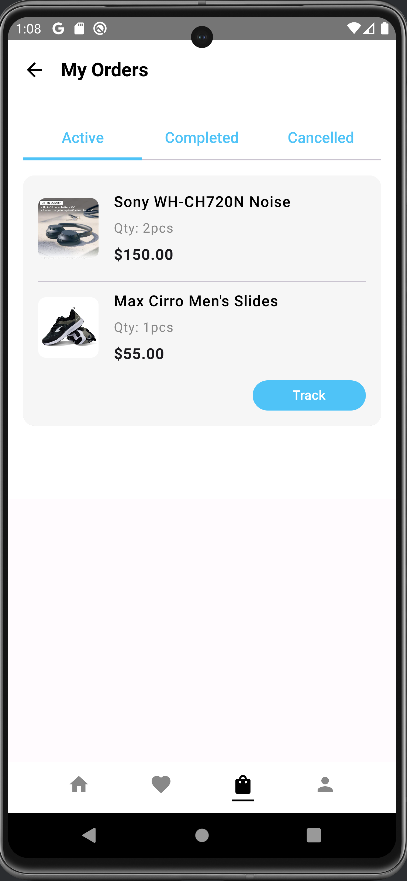 1:08
My Orders
Active Completed Cancelled
Sony WH-CH720N Noise
Qty: 2pcs
$150.00
Max Cirro Men's Slides
Qty: 1pcs
$55.00
Track